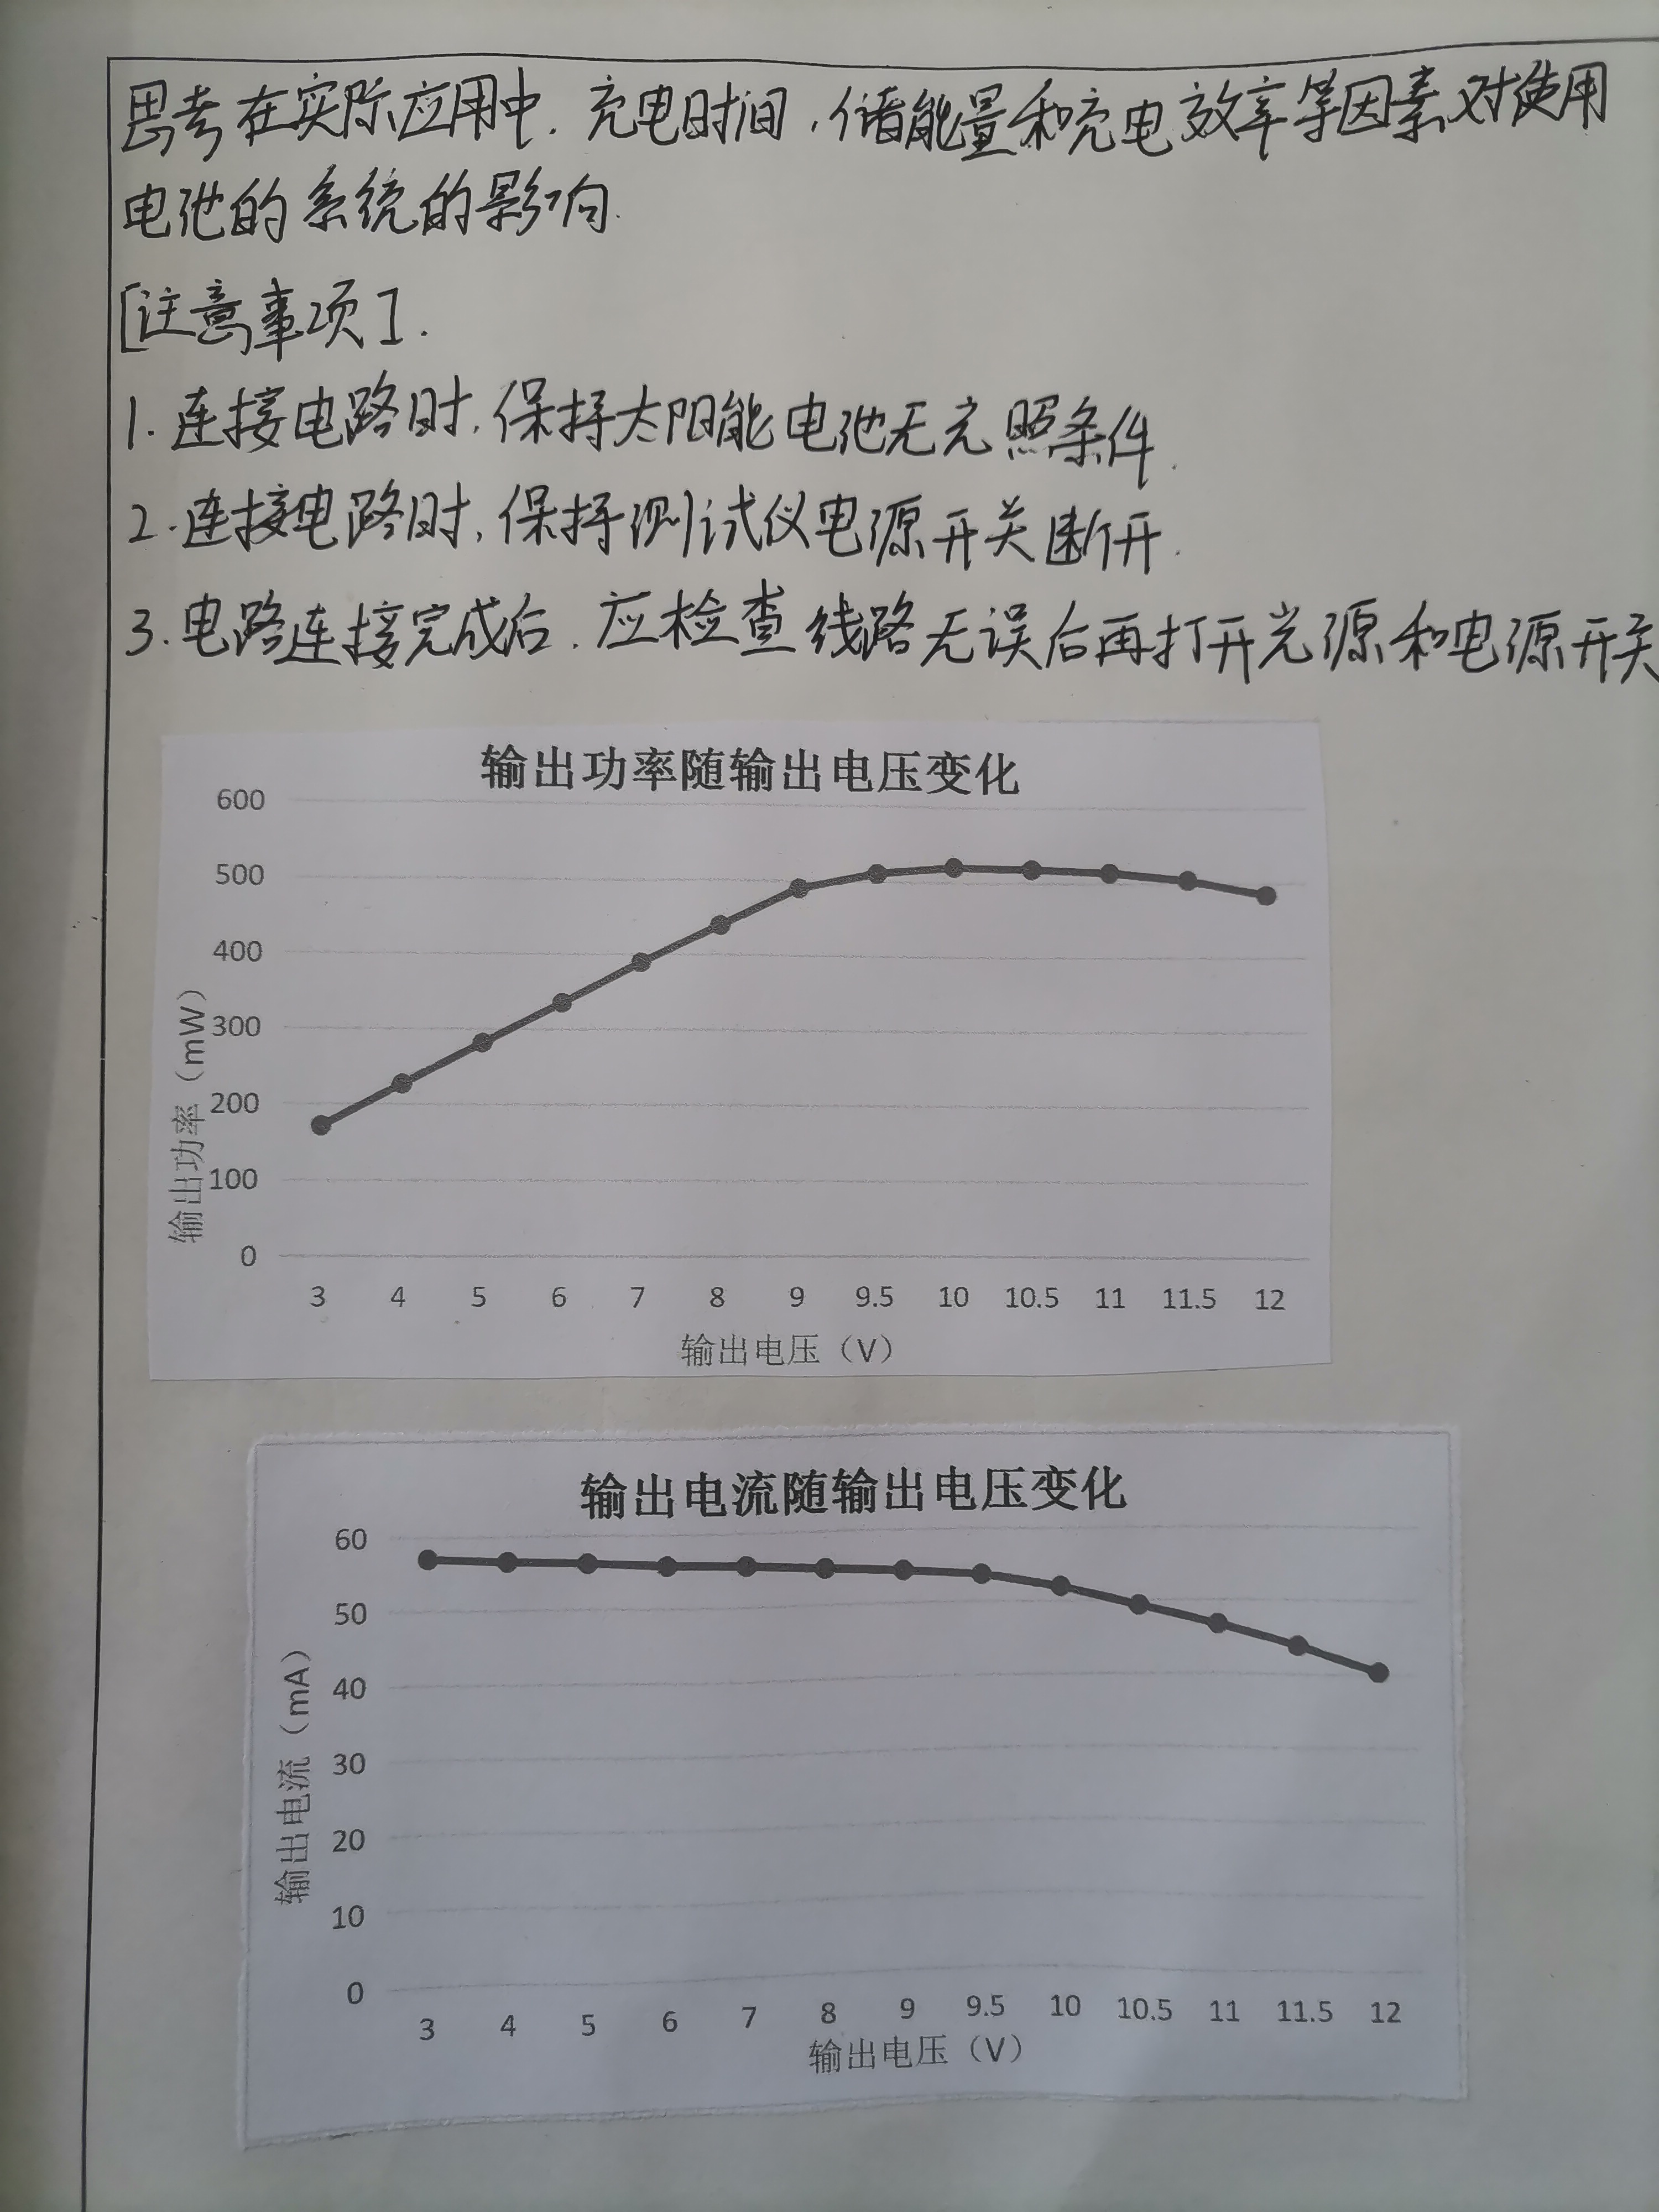 思考在实际应用中，充电时间，储能量和充电效率等因素对使用
电池的系统的影响.
[注意事项].
1.连接电路时,保持太阳能电池无光照条件.
2.连接电路时,保持测试仪电源开关断开.
3.电路连接完成后,应检查线路无误后再打开光源和电源开关
输出功率随输出电压变化
600
500
400
300
200
100
0
输出功率（mW）
3 4 5 6 7 8 9 9.5 10 10.5 11 11.5 12
输出电压（V）
输出电流随输出电压变化
60
50
40
30
20
10
0
输出电流（mA）
3 4 5 6 7 8 9 9.5 10 10.5 11 11.5 12
输出电压（V）